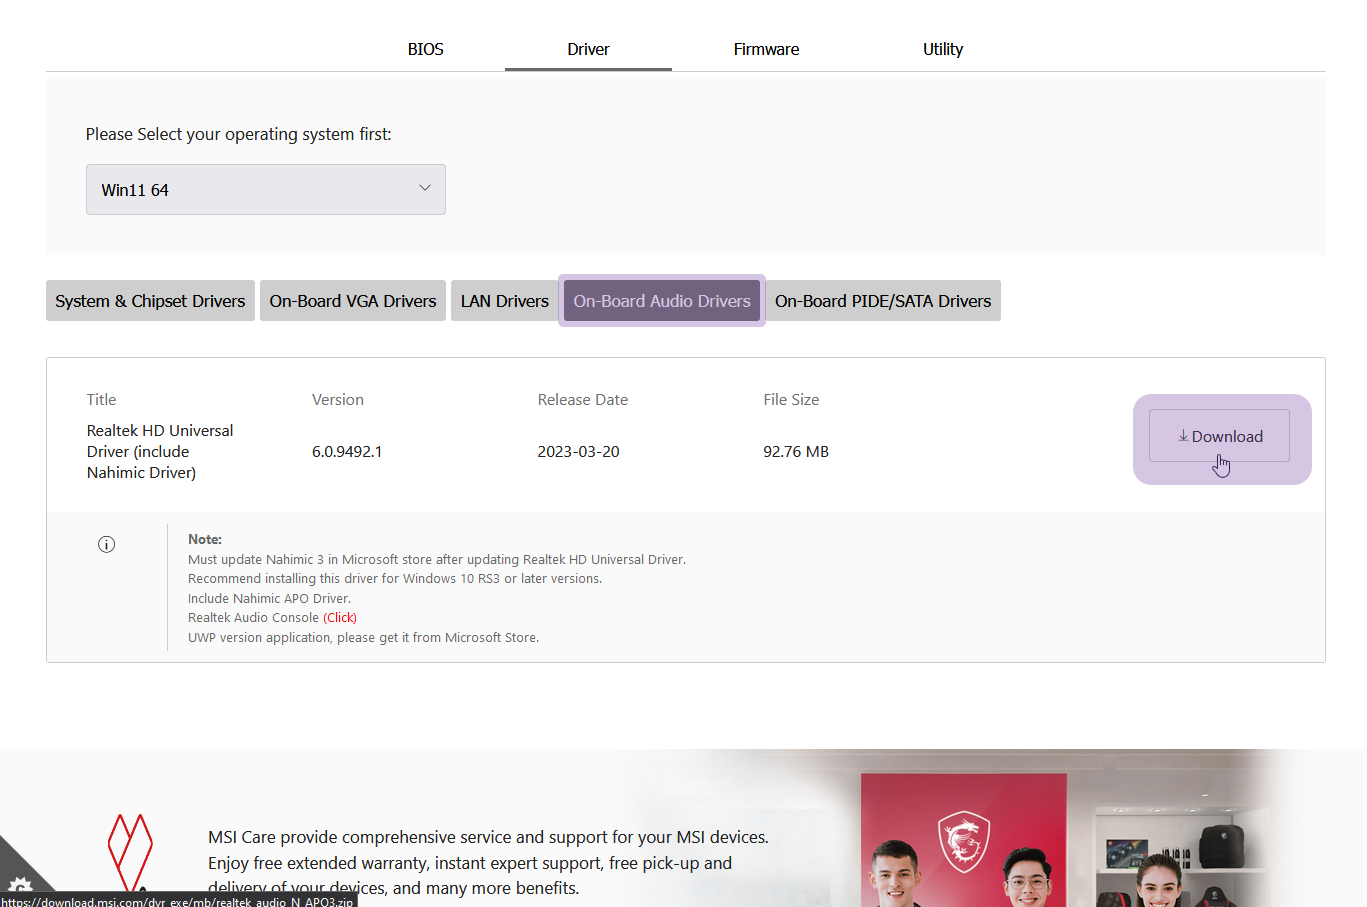 BIOS
Driver
Firmware
Utility
Please Select your operating system first:
Win11 64
System & Chipset Drivers
On-Board VGA Drivers
LAN Drivers
On-Board Audio Drivers
On-Board PIDE/SATA Drivers
Title
Version
Release Date
File Size
Realtek HD Universal
Driver (include
Nahimic Driver)
6.0.9492.1
2023-03-20
92.76 MB
Download
Note:
Must update Nahimic 3 in Microsoft store after updating Realtek HD Universal Driver.
Recommend installing this driver for Windows 10 RS3 or later versions.
Include Nahimic APO Driver.
Realtek Audio Console (Click)
UWP version application, please get it from Microsoft Store.
MSI Care provide comprehensive service and support for your MSI devices.
Enjoy free extended warranty, instant expert support, free pick-up and
delivery of your devices, and many more benefits.
https://download.msi.com/dvr_exe/mb/realtek_audio_N_APO3.zip